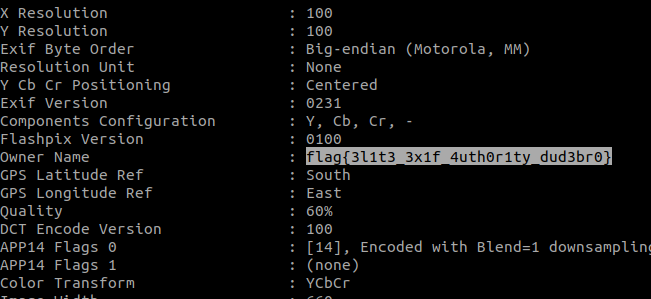 X Resolution : 100
Y Resolution : 100
Exif Byte Order : Big-endian (Motorola, MM)
Resolution Unit : None
Y Cb Cr Positioning : Centered
Exif Version : 0231
Components Configuration : Y, Cb, Cr, -
Flashpix Version : 0100
Owner Name : flag{3l1t3_3x1f_4uth0r1ty_dud3br0}
GPS Latitude Ref : South
GPS Longitude Ref : East
Quality : 60%
DCT Encode Version : 100
APP14 Flags 0 : [14], Encoded with Blend=1 downsampling
APP14 Flags 1 : (none)
Color Transform : YCbCr